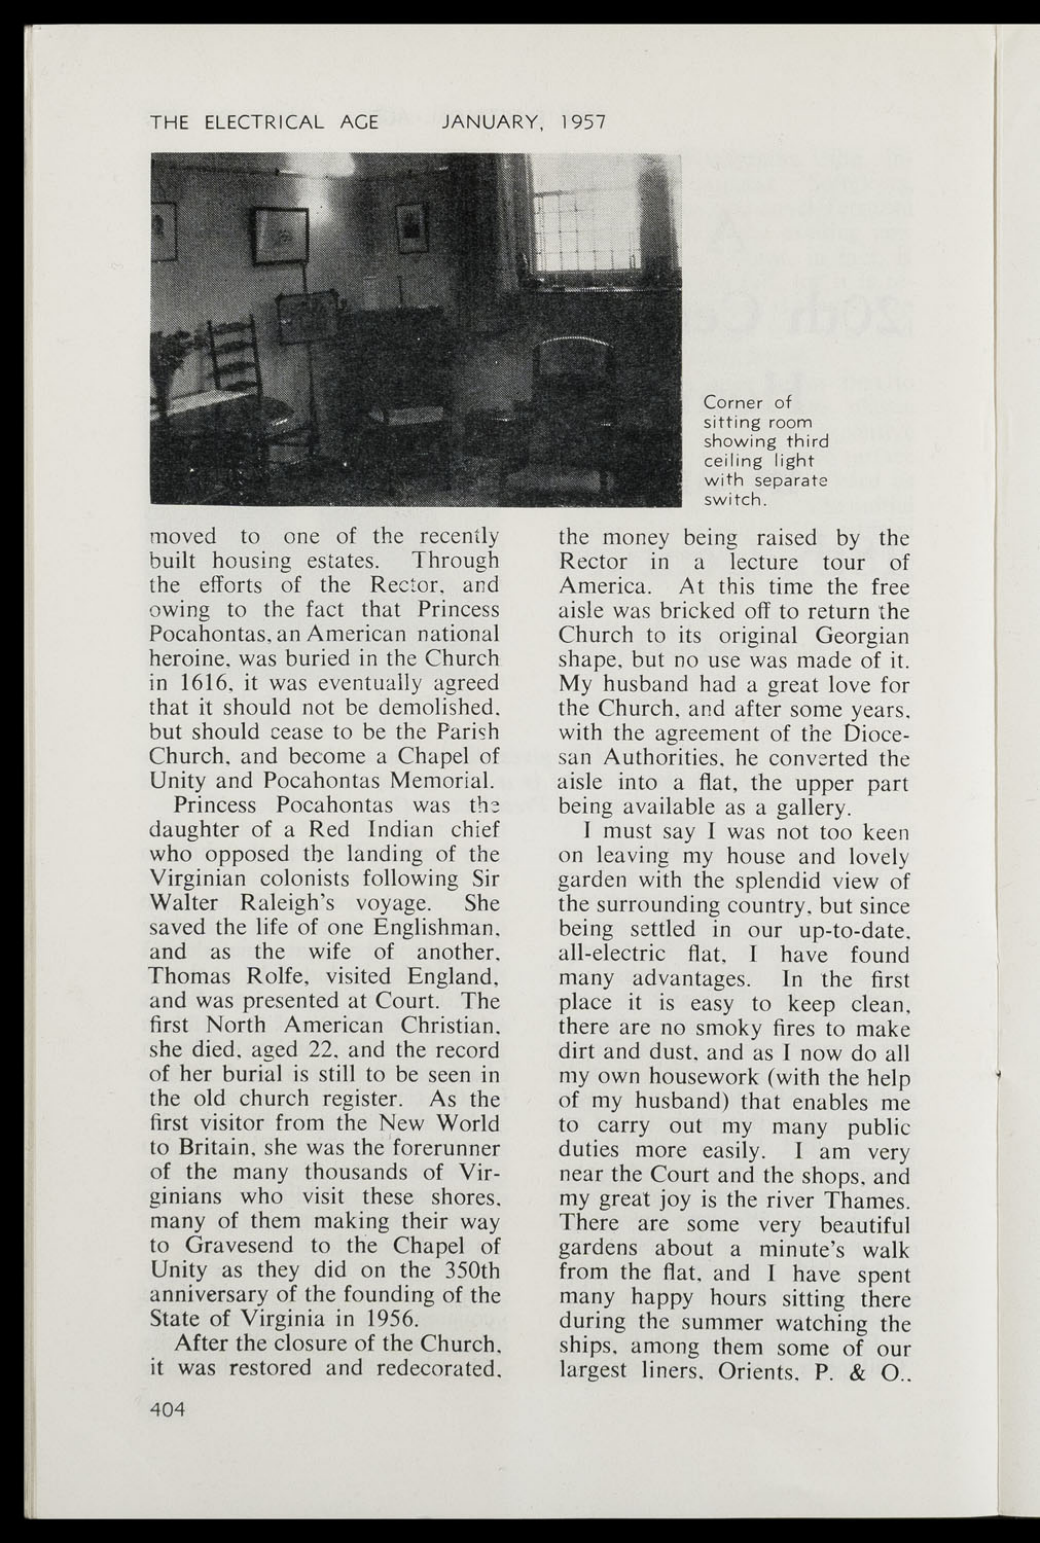 THE ELECTRICAL AGE JANUARY, 1957
Corner of
sitting room
showing third
ceiling light
with separate
switch.
moved to one of the recently
built housing estates. Through
the efforts of the Rector, and
owing to the fact that Princess
Pocahontas, an American national
heroine, was buried in the Church
in 1616, it was eventually agreed
that it should not be demolished,
but should cease to be the Parish
Church, and become a Chapel of
Unity and Pocahontas Memorial.
Princess Pocahontas was the
daughter of a Red Indian chief
who opposed the landing of the
Virginian colonists following Sir
Walter Raleigh's voyage. She
saved the life of one Englishman,
and as the wife of another,
Thomas Rolfe, visited England,
and was presented at Court. The
first North American Christian,
she died, aged 22, and the record
of her burial is still to be seen in
the old church register. As the
first visitor from the New World
to Britain, she was the forerunner
of the many thousands of Vir-
ginians who visit these shores,
many of them making their way
to Gravesend to the Chapel of
Unity as they did on the 350th
anniversary of the founding of the
State of Virginia in 1956.
After the closure of the Church,
it was restored and redecorated,
the money being raised by the
Rector in a lecture tour of
America. At this time the free
aisle was bricked off to return the
Church to its original Georgian
shape, but no use was made of it.
My husband had a great love for
the Church, and after some years,
with the agreement of the Dioce-
san Authorities, he converted the
aisle into a flat, the upper part
being available as a gallery.
I must say I was not too keen
on leaving my house and lovely
garden with the splendid view of
the surrounding country, but since
being settled in our up-to-date,
all-electric flat, I have found
many advantages. In the first
place it is easy to keep clean,
there are no smoky fires to make
dirt and dust, and as I now do all
my own housework (with the help
of my husband) that enables me
to carry out my many public
duties more easily. I am very
near the Court and the shops, and
my great joy is the river Thames.
There are some very beautiful
gardens about a minute's walk
from the flat, and I have spent
many happy hours sitting there
during the summer watching the
ships, among them some of our
largest liners, Orients, P. & O.,
404